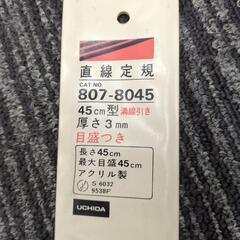 直線定規
CAT.NO.
807-8045
45cm型溝線引き
厚さ3mm
目盛つき
長さ45cm
最大目盛45cm
アクリル製
S 6032
9538F
UCHIDA